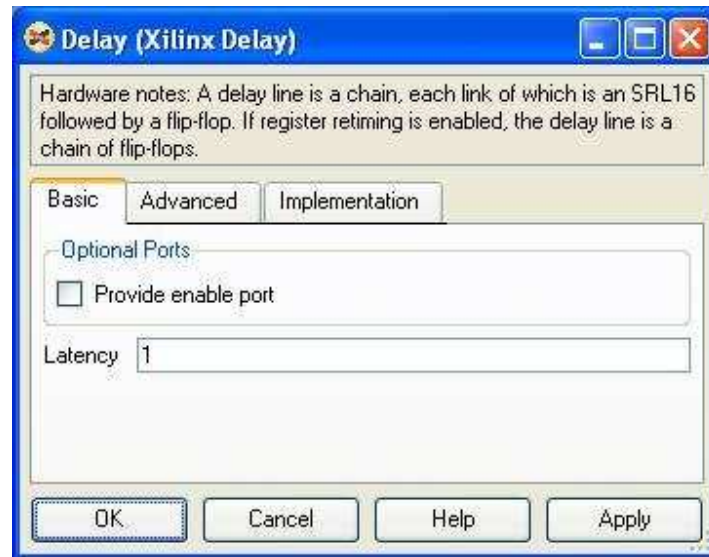 Delay (Xilinx Delay)
Hardware notes: A delay line is a chain, each link of which is an SRL16
followed by a flip-flop. If register retiming is enabled, the delay line is a
chain of flip-flops.
Basic Advanced Implementation
Optional Ports
Provide enable port
Latency 1
OK Cancel Help Apply